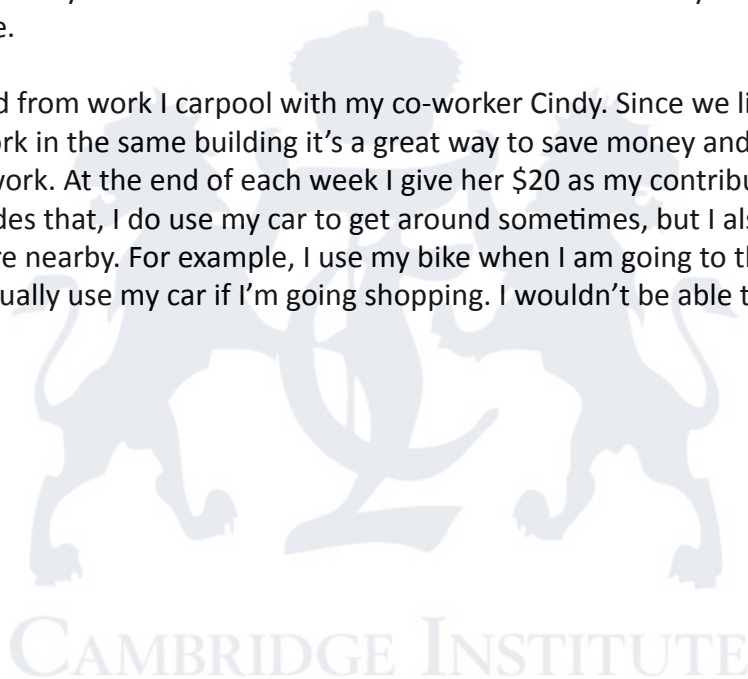 e.
d from work I carpool with my co-worker Cindy. Since we li
rk in the same building it's a great way to save money and
work. At the end of each week I give her $20 as my contribu
des that, I do use my car to get around sometimes, but I als
re nearby. For example, I use my bike when I am going to th
ually use my car if I'm going shopping. I wouldn't be able t
CAMBRIDGE INSTITUTE